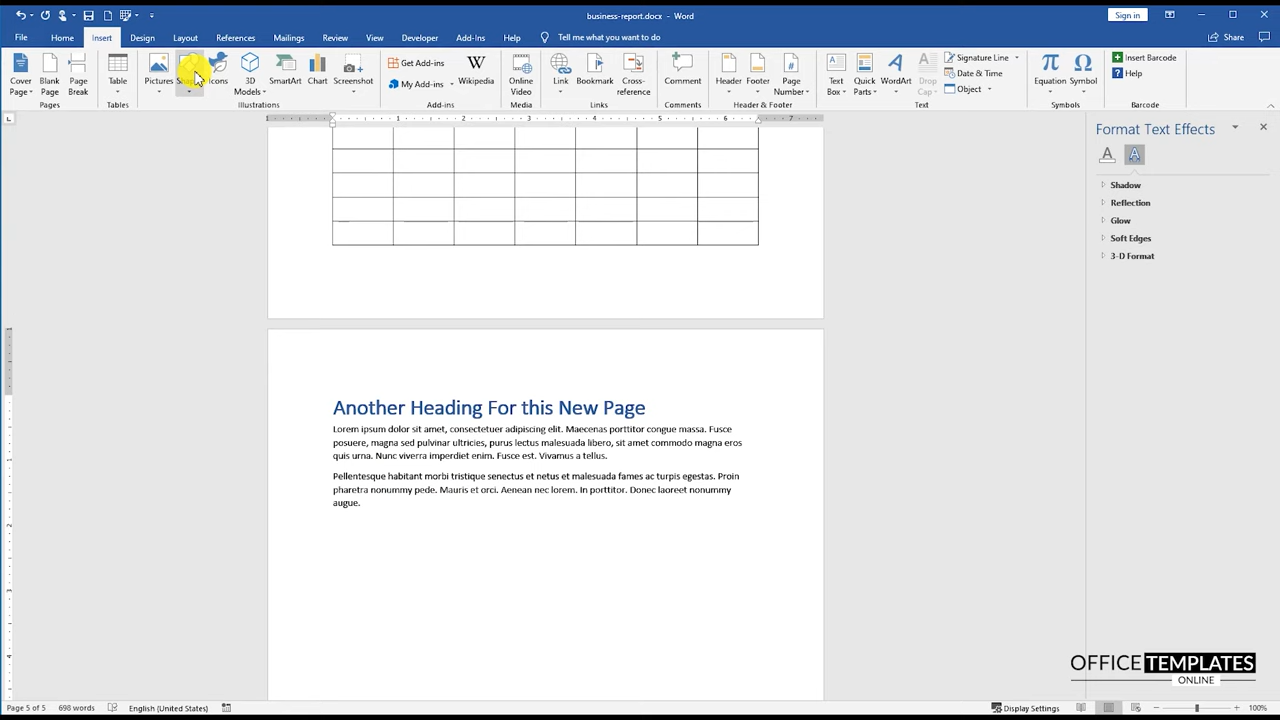 business-report.docx - Word
Sign in
File Home Insert Design Layout References Mailings Review View Developer Add-Ins Help Tell me what you want to do
Share
Cover Page
Blank Page
Page Break
Pages
Table
Tables
Pictures
Icons
3D Models
SmartArt
Chart
Screenshot
Illustrations
Get Add-ins
My Add-ins
Wikipedia
Add-ins
Online Video
Media
Link
Bookmark
Cross-reference
Links
Comment
Comments
Header
Footer
Page Number
Header & Footer
Text Box
Quick Parts
WordArt
Drop Cap
Signature Line
Date & Time
Object
Text
Equation
Symbol
Symbols
Insert Barcode
Help
Barcode
1 1 2 3 4 5 6 7
Format Text Effects
Shadow
Reflection
Glow
Soft Edges
3-D Format
Another Heading For this New Page
Lorem ipsum dolor sit amet, consectetuer adipiscing elit. Maecenas porttitor congue massa. Fusce
posuere, magna sed pulvinar ultricies, purus lectus malesuada libero, sit amet commodo magna eros
quis urna. Nunc viverra imperdiet enim. Fusce est. Vivamus a tellus.
Pellentesque habitant morbi tristique senectus et netus et malesuada fames ac turpis egestas. Proin
pharetra nonummy pede. Mauris et orci. Aenean nec lorem. In porttitor. Donec laoreet nonummy
augue.
OFFICE TEMPLATES
ONLINE
Page 5 of 5 698 words English (United States) Display Settings 100%